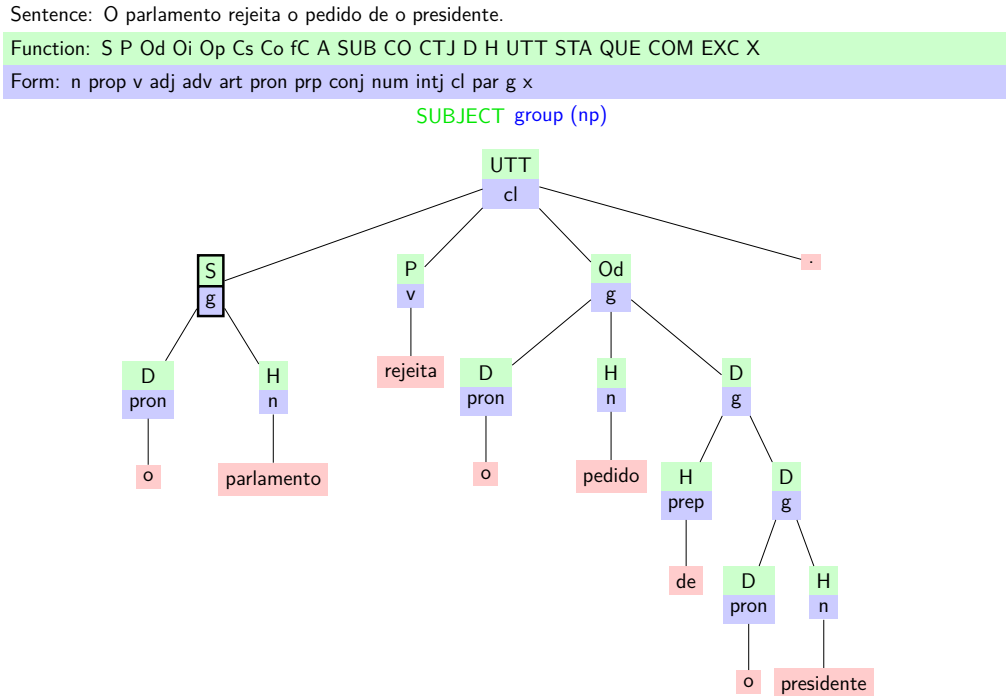 Sentence: O parlamento rejeita o pedido de o presidente.
Function: S P Od Oi Op Cs Co fC A SUB CO CTJ D H UTT STA QUE COM EXC X
Form: n prop v adj adv art pron prp conj num intj cl par g x
SUBJECT group (np)
UTT
cl
S P Od .
g v g
rejeita
D H D H D
pron n pron n g
o parlamento o pedido
H D
prep g
de
D H
pron n
o presidente